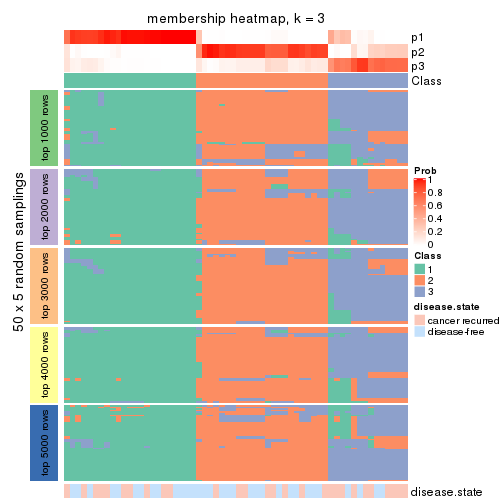 membership heatmap, k = 3
p1
p2
p3
Class
50 x 5 random samplings
top 1000 rows
top 2000 rows
top 3000 rows
top 4000 rows
top 5000 rows
Prob
1
0.8
0.6
0.4
0.2
0
Class
1
2
3
disease.state
cancer recurred
disease-free
disease.state